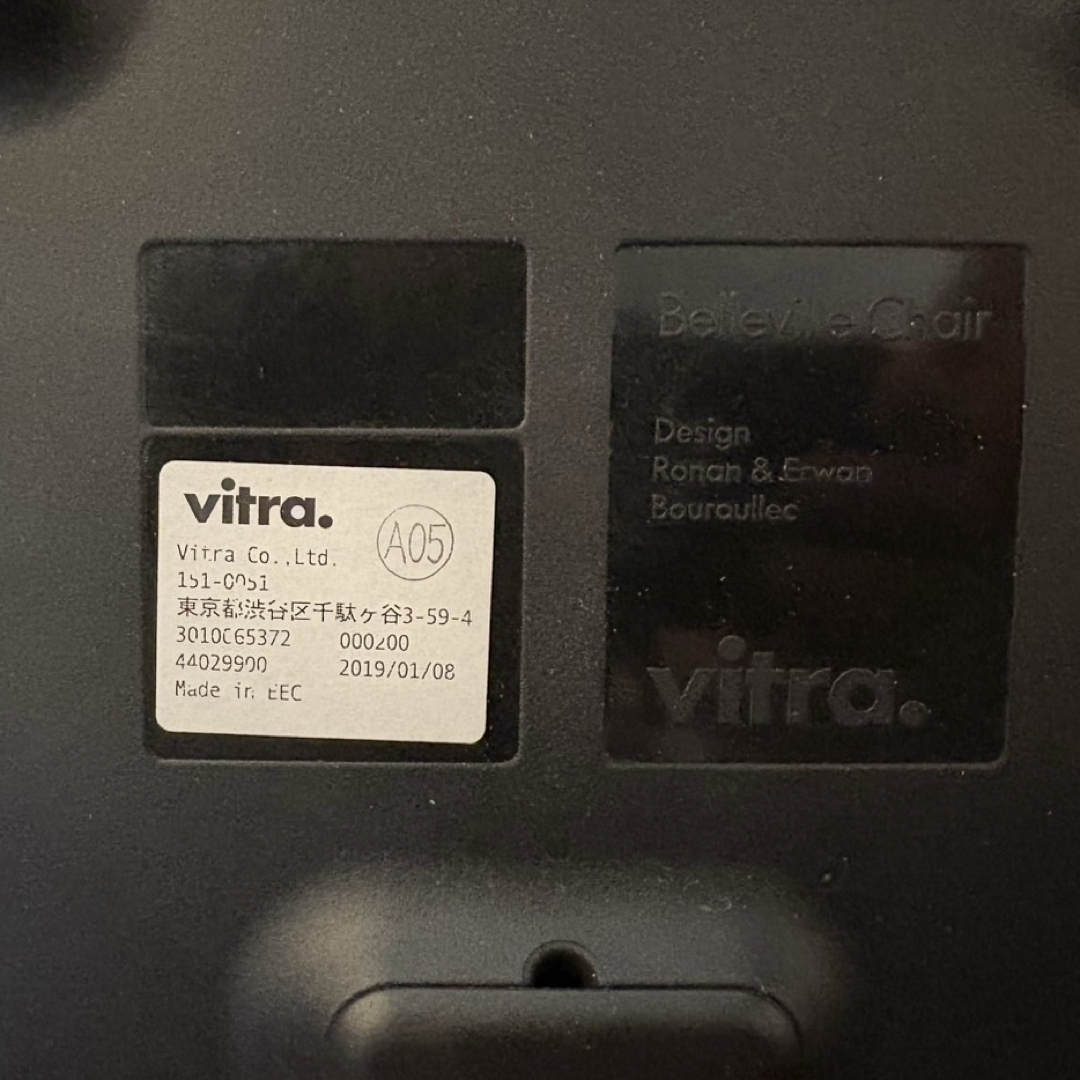 vitra.
A05
Vitra Co.,Ltd.
151-0051
東京都渋谷区千駄ヶ谷3-59-4
3010065372 000200
44029900 2019/01/08
Made in EEC
Belleville Chair
Design
Ronan & Erwan
Bouroullec
vitra.